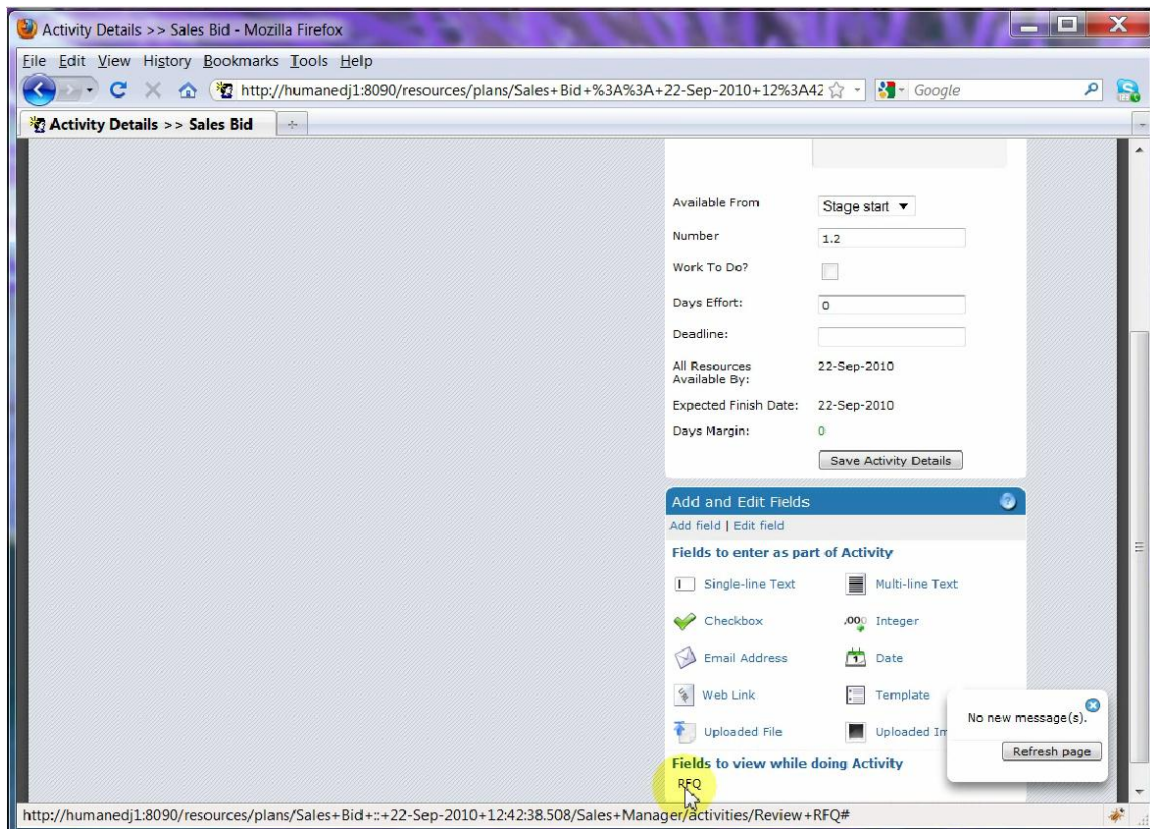 Activity Details >> Sales Bid - Mozilla Firefox
File Edit View History Bookmarks Tools Help
http://humanedj1:8090/resources/plans/Sales+Bid+%3A%3A+22-Sep-2010+12%3A42 Google
Activity Details >> Sales Bid
Available From Stage start
Number 1.2
Work To Do?
Days Effort: 0
Deadline:
All Resources
Available By: 22-Sep-2010
Expected Finish Date: 22-Sep-2010
Days Margin: 0
Save Activity Details
Add and Edit Fields ?
Add field | Edit field
Fields to enter as part of Activity
Single-line Text Multi-line Text
Checkbox .00 Integer
Email Address 1 Date
Web Link Template
Uploaded File Uploaded Im
No new message(s).
Refresh page
Fields to view while doing Activity
RFQ
http://humanedj1:8090/resources/plans/Sales+Bid+::+22-Sep-2010+12:42:38.508/Sales+Manager/activities/Review+RFQ#